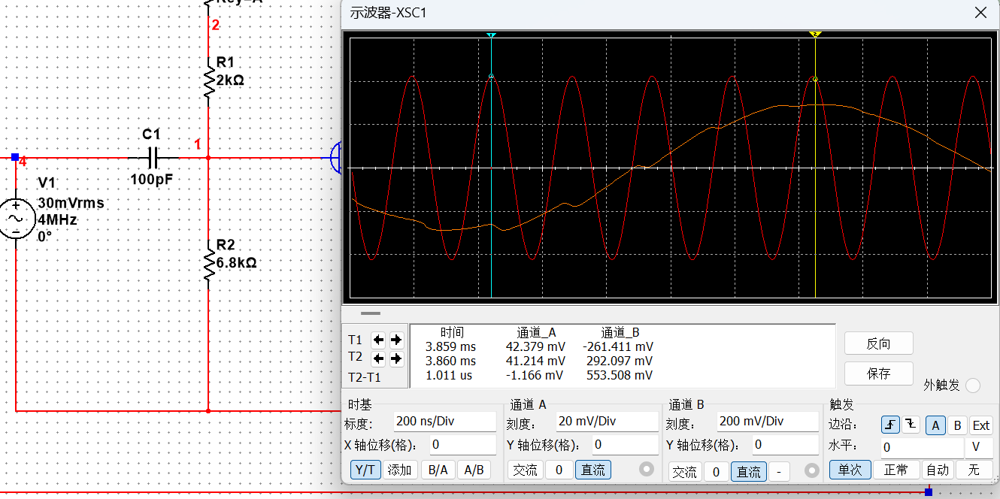 Key=A
2
R1
2kΩ
C1
1
100pF
4
V1
30mVrms
4MHz
0°
R2
6.8kΩ
示波器-XSC1
1
2
时间 通道_A 通道_B
T1 3.859 ms 42.379 mV -261.411 mV
T2 3.860 ms 41.214 mV 292.097 mV
T2-T1 1.011 us -1.166 mV 553.508 mV
反向
保存
外触发
时基
标度： 200 ns/Div
X 轴位移(格)： 0
Y/T 添加 B/A A/B
通道 A
刻度： 20 mV/Div
Y 轴位移(格)： 0
交流 0 直流
通道 B
刻度： 200 mV/Div
Y 轴位移(格)： 0
交流 0 直流 -
触发
边沿： A B Ext
水平： 0 V
单次 正常 自动 无